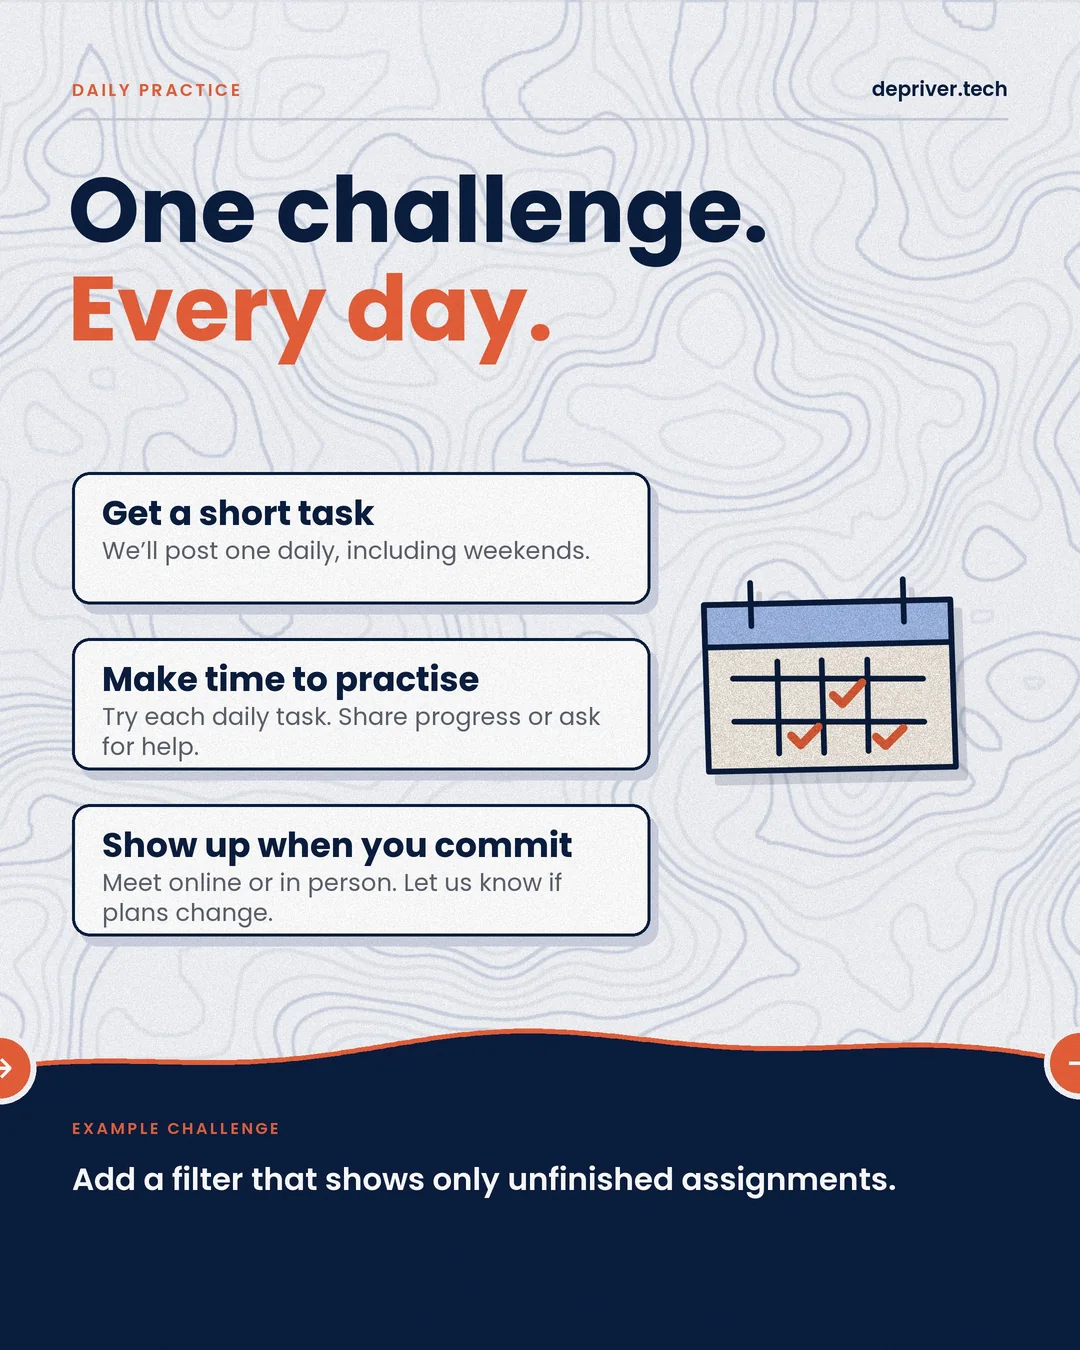 DAILY PRACTICE
depriver.tech
One challenge.
Every day.
Get a short task
We’ll post one daily, including weekends.
Make time to practise
Try each daily task. Share progress or ask
for help.
Show up when you commit
Meet online or in person. Let us know if
plans change.
EXAMPLE CHALLENGE
Add a filter that shows only unfinished assignments.